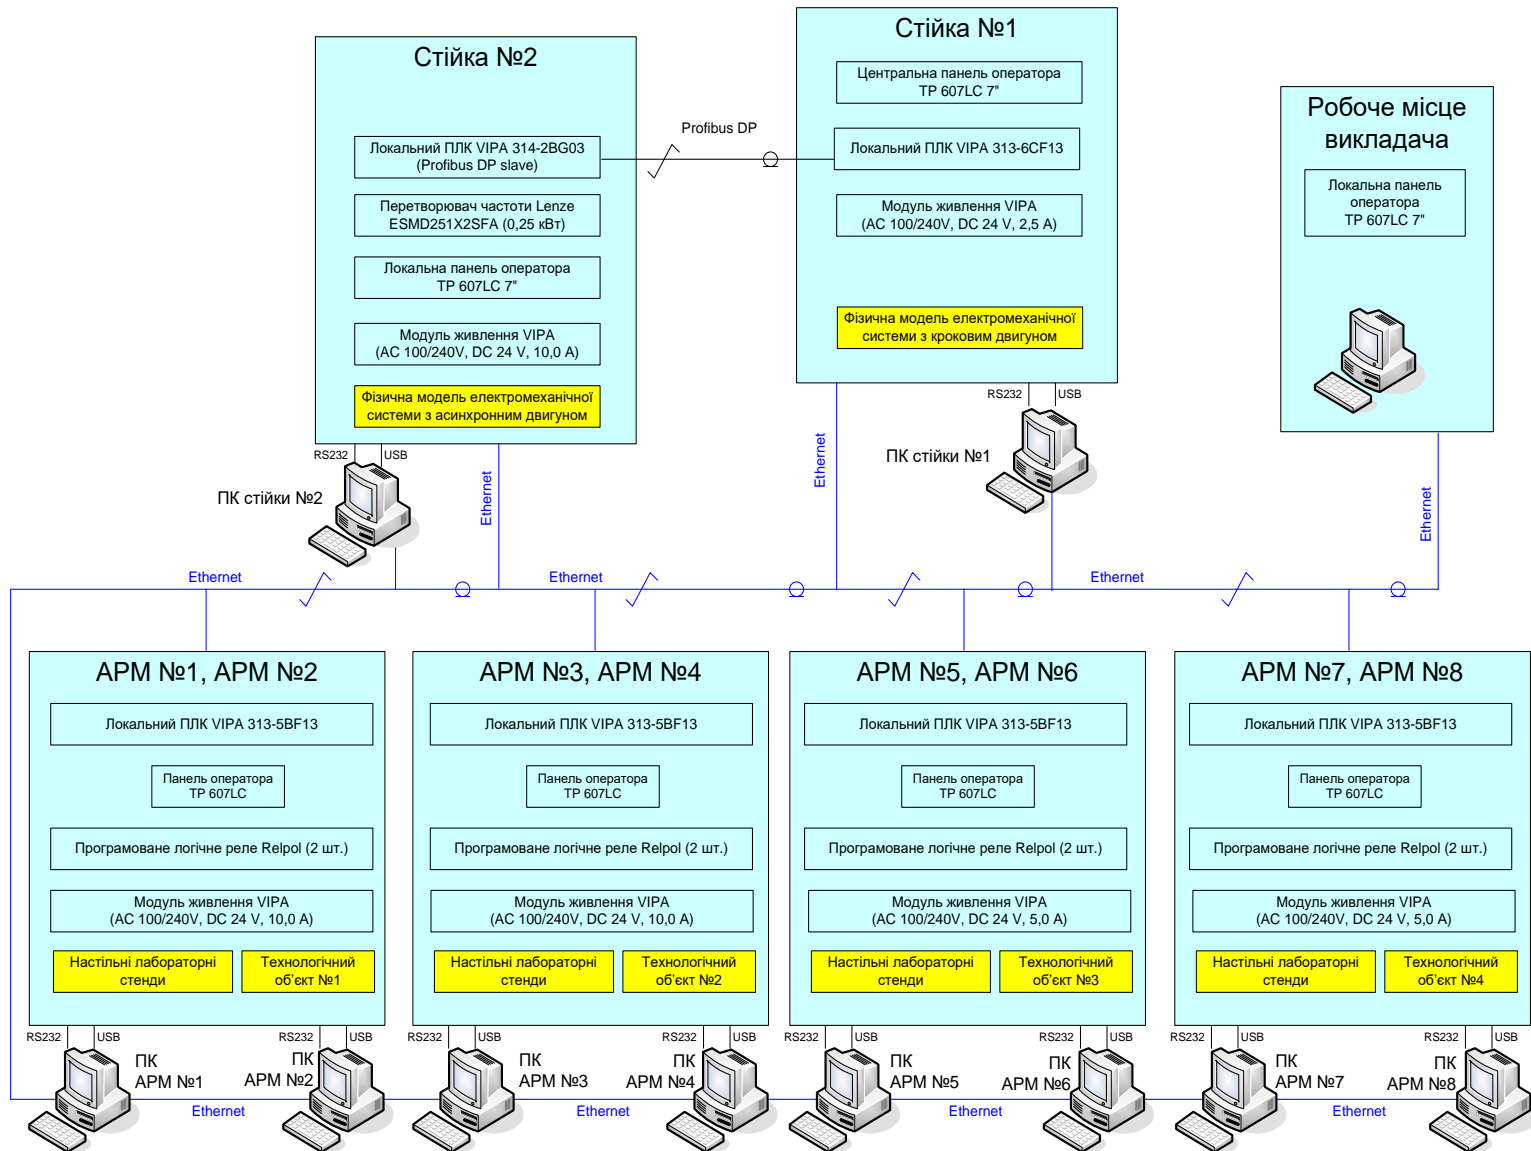 Стійка №2
Локальний ПЛК VIPA 314-2BG03
(Profibus DP slave)
Перетворювач частоти Lenze
ESMD251X2SFA (0,25 кВт)
Локальна панель оператора
TP 607LC 7"
Модуль живлення VIPA
(AC 100/240V, DC 24 V, 10,0 A)
Фізична модель електромеханічної
системи з асинхронним двигуном
RS232
USB
ПК стійки №2
Profibus DP
Стійка №1
Центральна панель оператора
TP 607LC 7"
Локальний ПЛК VIPA 313-6CF13
Модуль живлення VIPA
(AC 100/240V, DC 24 V, 2,5 A)
Фізична модель електромеханічної
системи з кроковим двигуном
RS232
USB
ПК стійки №1
Робоче місце
викладача
Локальна панель
оператора
TP 607LC 7"
Ethernet
Ethernet
Ethernet
Ethernet
Ethernet
Ethernet
АРМ №1, АРМ №2
Локальний ПЛК VIPA 313-5BF13
Панель оператора
TP 607LC
Програмоване логічне реле Relpol (2 шт.)
Модуль живлення VIPA
(AC 100/240V, DC 24 V, 10,0 A)
Настільні лабораторні
стенди
Технологічний
об'єкт №1
RS232
USB
ПК
АРМ №1
RS232
USB
ПК
АРМ №2
АРМ №3, АРМ №4
Локальний ПЛК VIPA 313-5BF13
Панель оператора
TP 607LC
Програмоване логічне реле Relpol (2 шт.)
Модуль живлення VIPA
(AC 100/240V, DC 24 V, 10,0 A)
Настільні лабораторні
стенди
Технологічний
об'єкт №2
RS232
USB
ПК
АРМ №3
RS232
USB
ПК
АРМ №4
АРМ №5, АРМ №6
Локальний ПЛК VIPA 313-5BF13
Панель оператора
TP 607LC
Програмоване логічне реле Relpol (2 шт.)
Модуль живлення VIPA
(AC 100/240V, DC 24 V, 5,0 A)
Настільні лабораторні
стенди
Технологічний
об'єкт №3
RS232
USB
ПК
АРМ №5
RS232
USB
ПК
АРМ №6
АРМ №7, АРМ №8
Локальний ПЛК VIPA 313-5BF13
Панель оператора
TP 607LC
Програмоване логічне реле Relpol (2 шт.)
Модуль живлення VIPA
(AC 100/240V, DC 24 V, 5,0 A)
Настільні лабораторні
стенди
Технологічний
об'єкт №4
RS232
USB
ПК
АРМ №7
RS232
USB
ПК
АРМ №8
Ethernet
Ethernet
Ethernet
Ethernet